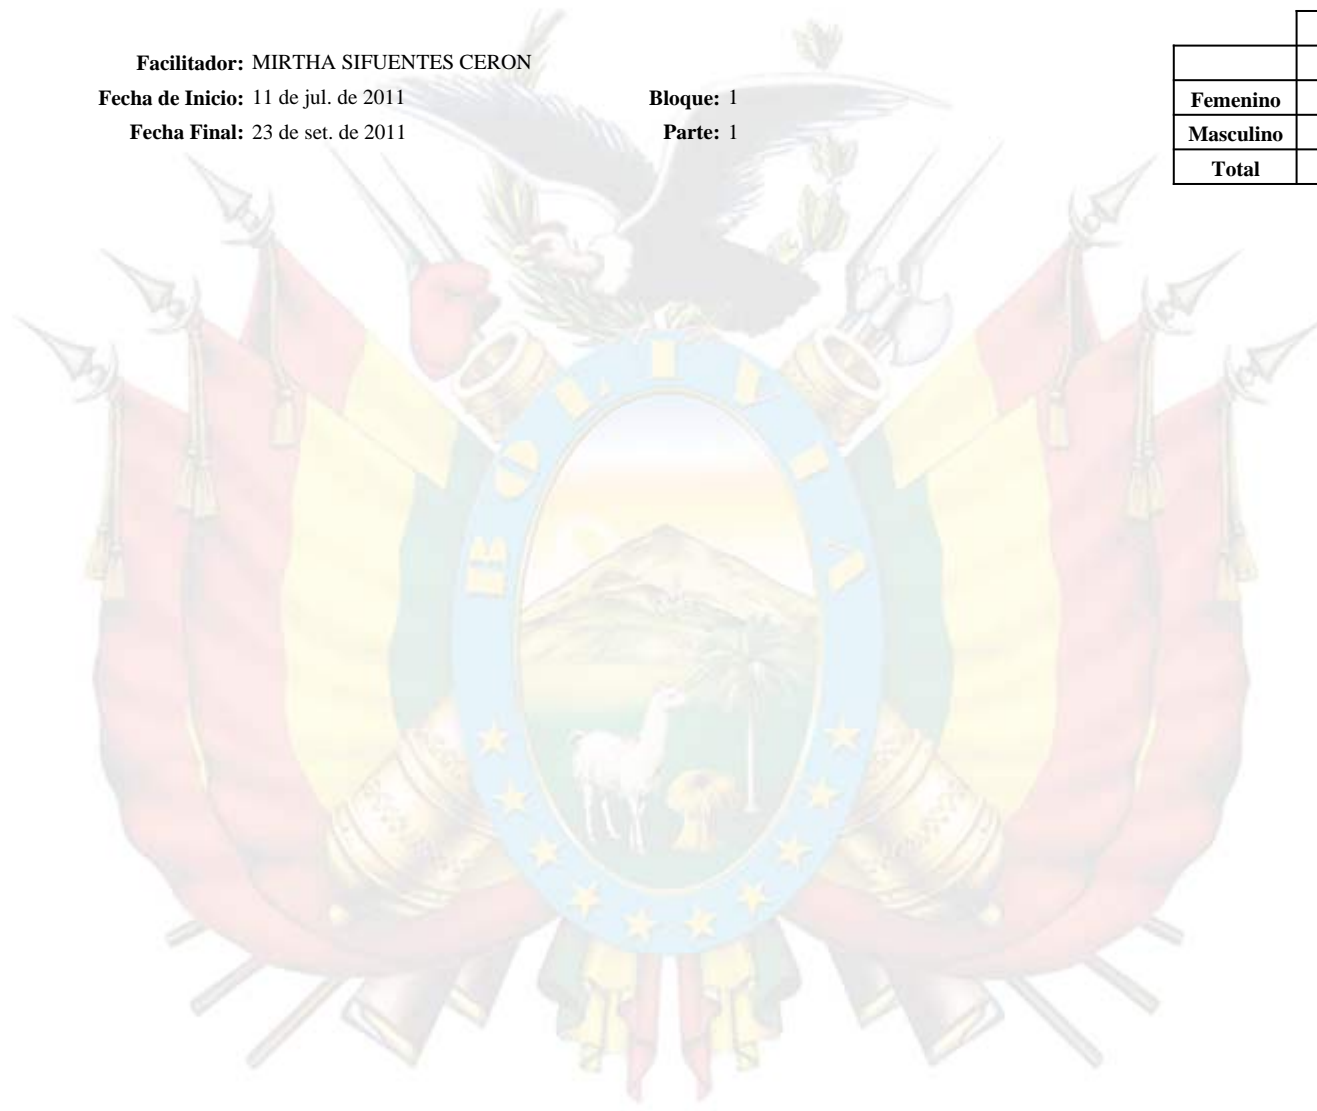 Facilitador: MIRTHA SIFUENTES CERON
Fecha de Inicio: 11 de jul. de 2011 Bloque: 1
Fecha Final: 23 de set. de 2011 Parte: 1
Femenino
Masculino
Total
BOLIVIA